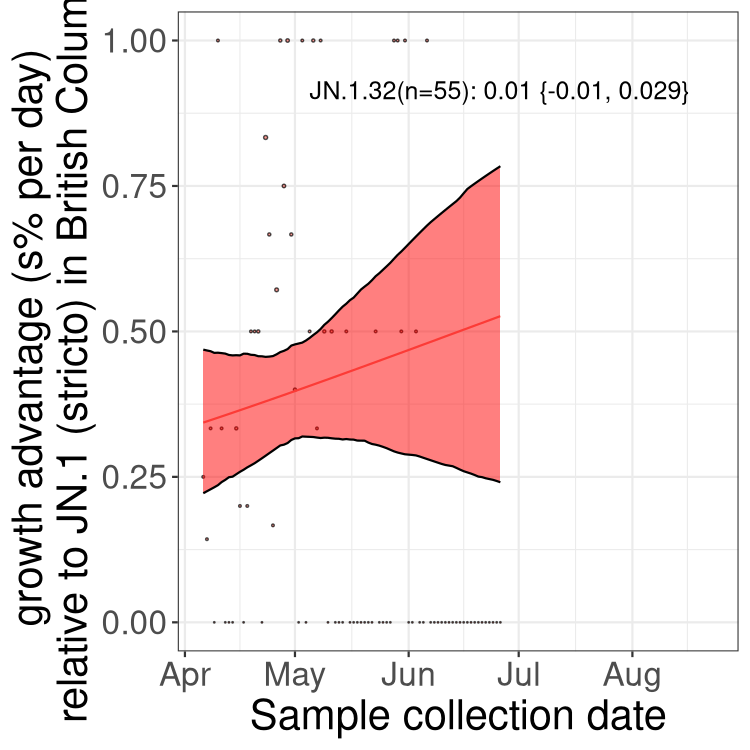 growth advantage (s% per day)
relative to JN.1 (stricto) in British Colum
1.00
0.75
0.50
0.25
0.00
JN.1.32(n=55): 0.01 {-0.01, 0.029}
Apr May Jun Jul Aug
Sample collection date